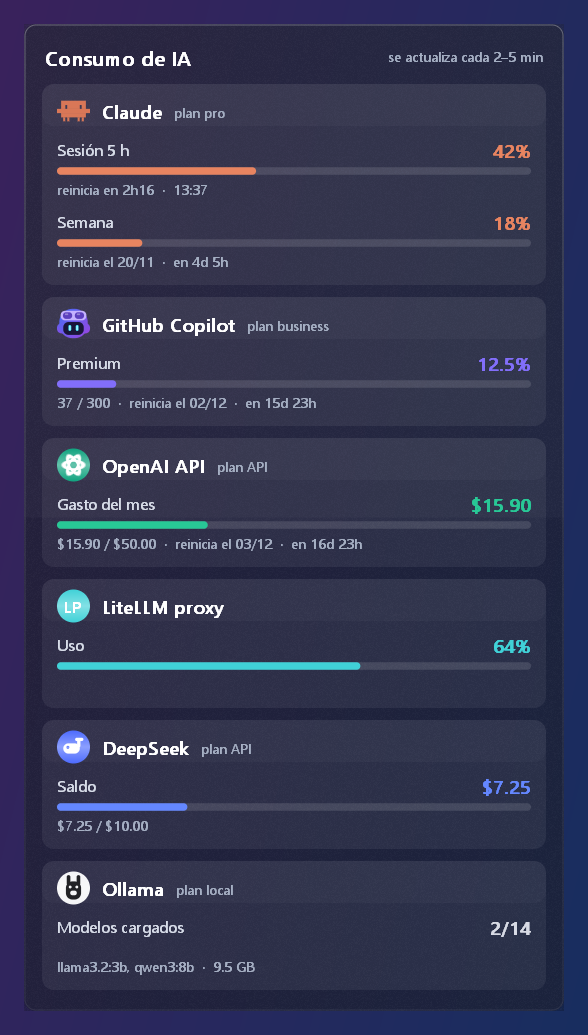 Consumo de IA
se actualiza cada 2–5 min
Claude plan pro
Sesión 5 h 42%
reinicia en 2h16 · 13:37
Semana 18%
reinicia el 20/11 · en 4d 5h
GitHub Copilot plan business
Premium 12.5%
37 / 300 · reinicia el 02/12 · en 15d 23h
OpenAI API plan API
Gasto del mes $15.90
$15.90 / $50.00 · reinicia el 03/12 · en 16d 23h
LP LiteLLM proxy
Uso 64%
DeepSeek plan API
Saldo $7.25
$7.25 / $10.00
Ollama plan local
Modelos cargados 2/14
llama3.2:3b, qwen3:8b · 9.5 GB